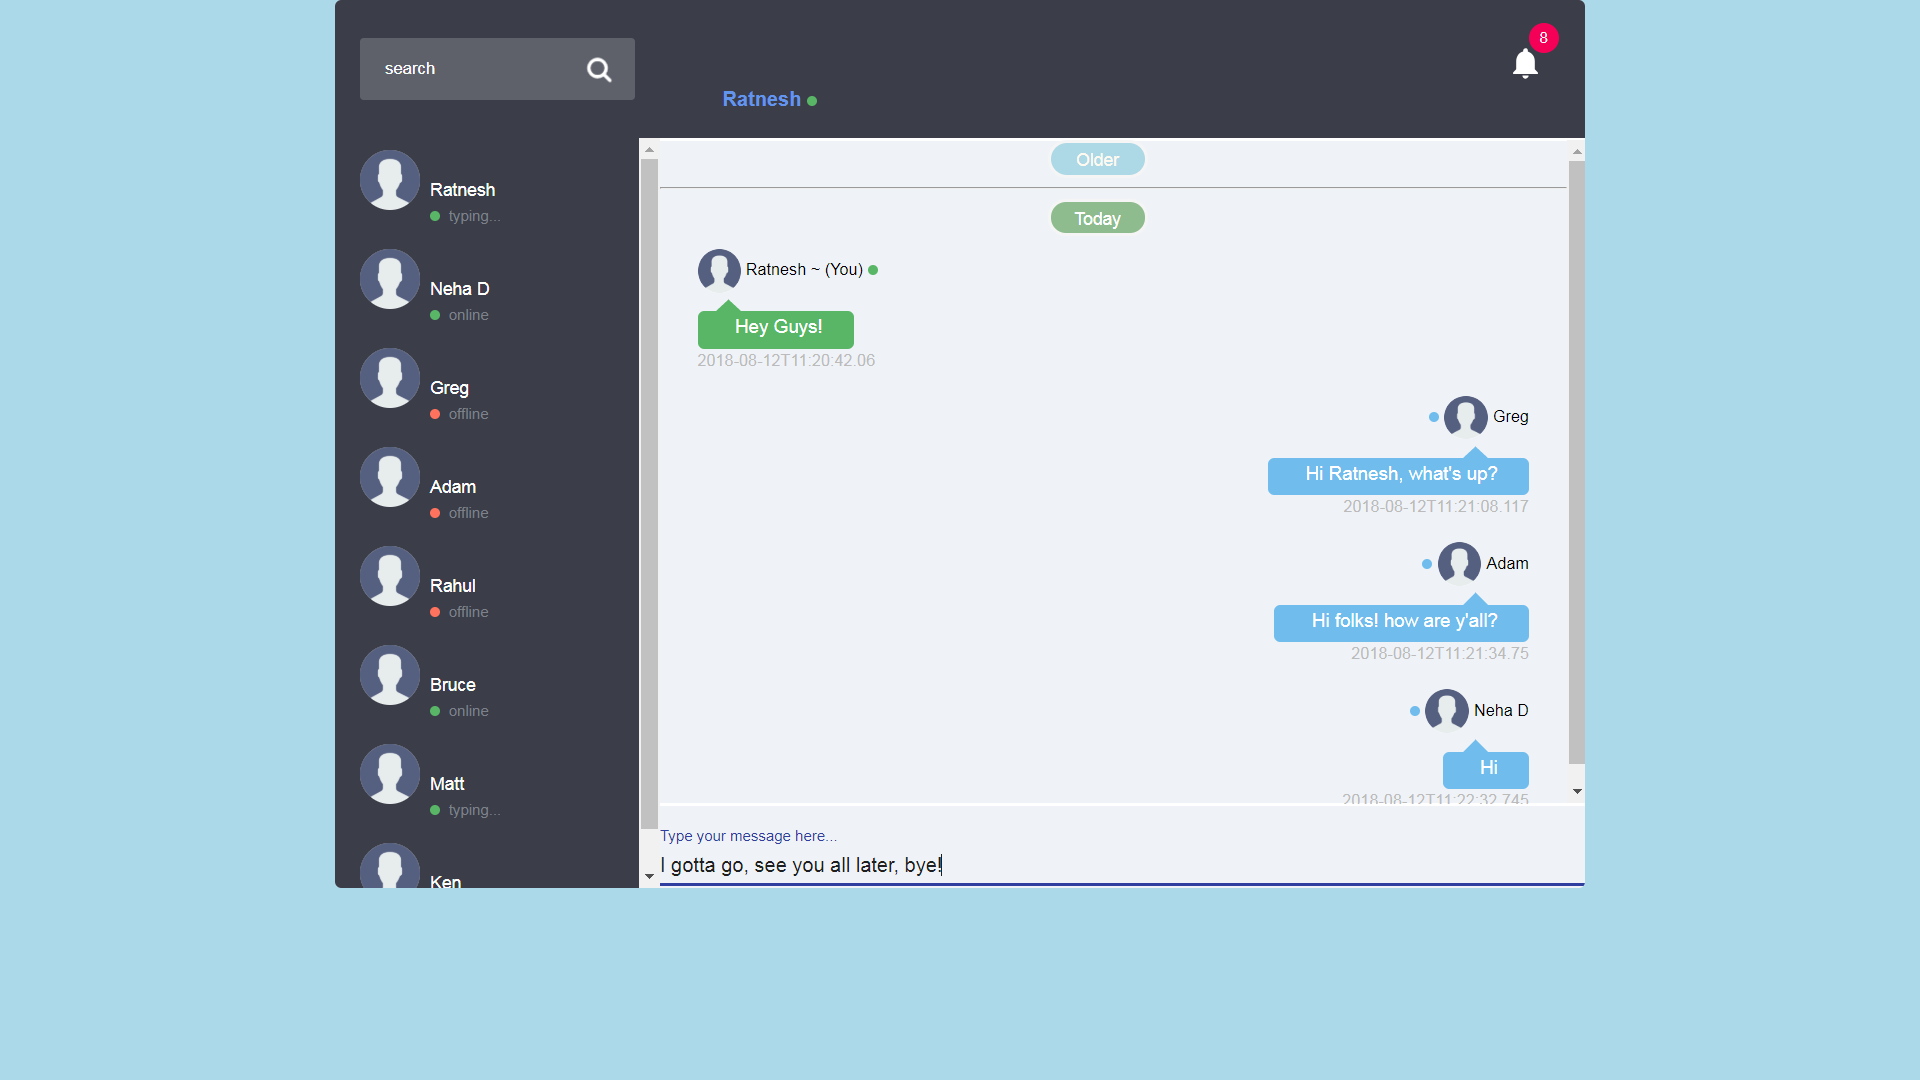 search
8
Ratnesh
Ratnesh
typing...
Neha D
online
Greg
offline
Adam
offline
Rahul
offline
Bruce
online
Matt
typing...
Ken
Older
Today
Ratnesh ~ (You)
Hey Guys!
2018-08-12T11:20:42.06
Greg
Hi Ratnesh, what's up?
2018-08-12T11:21:08.117
Adam
Hi folks! how are y'all?
2018-08-12T11:21:34.75
Neha D
Hi
2018-08-12T11:22:32.745
Type your message here...
I gotta go, see you all later, bye!